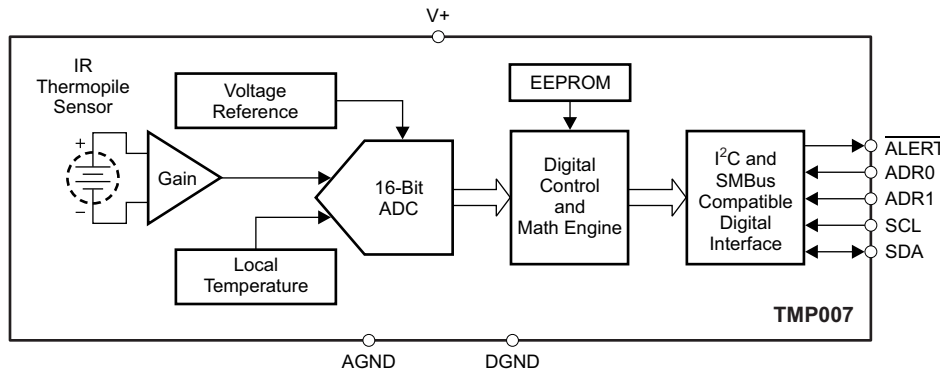 V+
IR
Thermopile
Sensor
+
−
Gain
Voltage
Reference
Local
Temperature
16-Bit
ADC
EEPROM
Digital
Control
and
Math Engine
I²C and
SMBus
Compatible
Digital
Interface
ALERT
ADR0
ADR1
SCL
SDA
TMP007
AGND
DGND